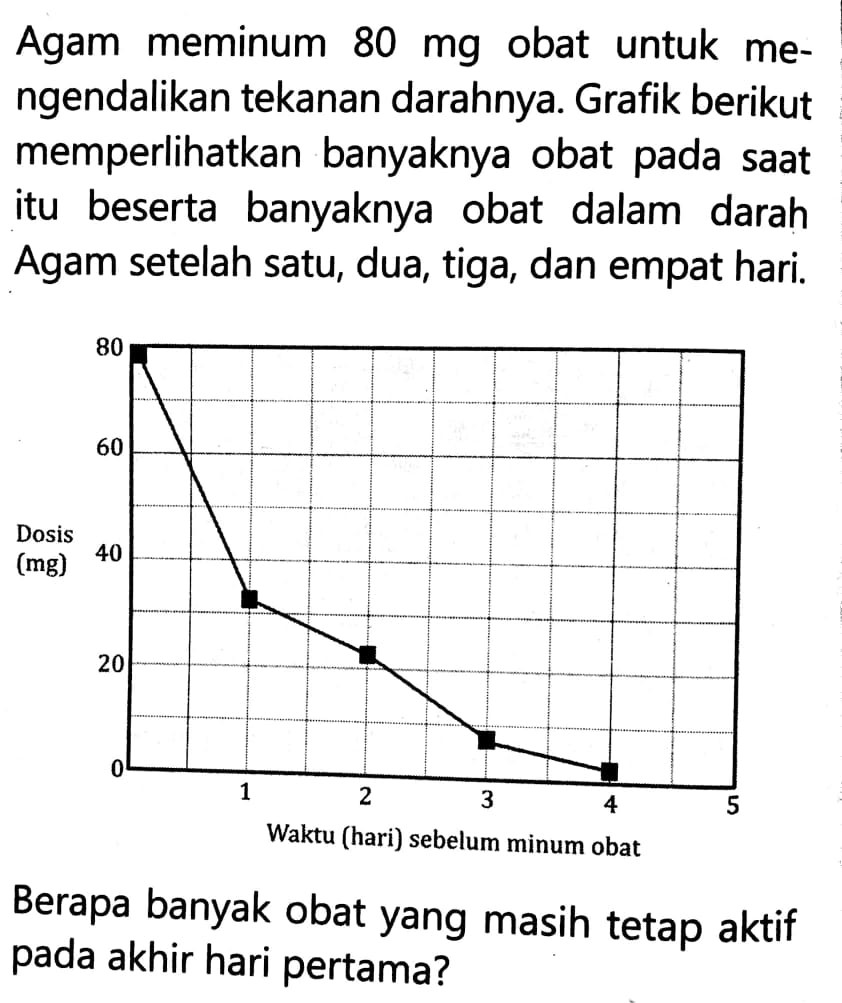 Agam meminum 80 mg obat untuk me-
ngendalikan tekanan darahnya. Grafik berikut
memperlihatkan banyaknya obat pada saat
itu beserta banyaknya obat dalam darah
Agam setelah satu, dua, tiga, dan empat hari.
80
60
Dosis
(mg)
40
20
0
1 2 3 4 5
Waktu (hari) sebelum minum obat
Berapa banyak obat yang masih tetap aktif
pada akhir hari pertama?